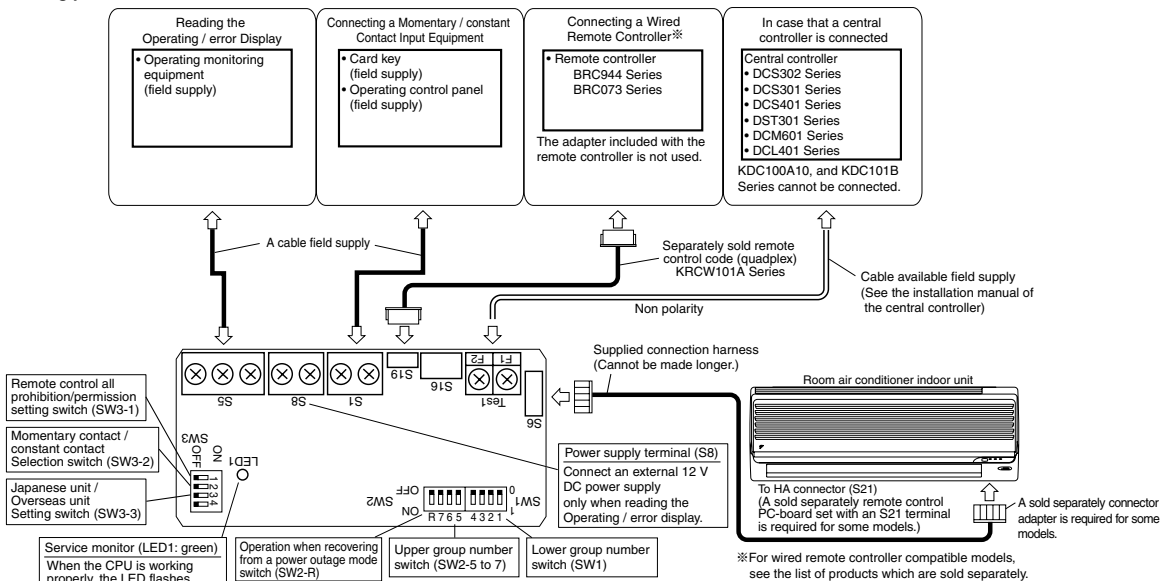 Reading the
Operating / error Display
• Operating monitoring
equipment
(field supply)
Connecting a Momentary / constant
Contact Input Equipment
• Card key
(field supply)
• Operating control panel
(field supply)
Connecting a Wired
Remote Controller※
• Remote controller
BRC944 Series
BRC073 Series
The adapter included with the
remote controller is not used.
In case that a central
controller is connected
Central controller
• DCS302 Series
• DCS301 Series
• DCS401 Series
• DST301 Series
• DCM601 Series
• DCL401 Series
KDC100A10, and KDC101B
Series cannot be connected.
A cable field supply
Separately sold remote
control code (quadplex)
KRCW101A Series
Non polarity
Cable available field supply
(See the installation manual of
the central controller)
Supplied connection harness
(Cannot be made longer.)
Room air conditioner indoor unit
S5
S8
S1
S19
S16
F2
F1
Tes1
S6
Remote control all
prohibition/permission
setting switch (SW3-1)
Momentary contact /
constant contact
Selection switch (SW3-2)
Japanese unit /
Overseas unit
Setting switch (SW3-3)
SW3
OFF
ON
1
2
3
4
LED1
SW2
OFF
ON
R 7 6 5
4 3 2 1
0
1
SW1
Power supply terminal (S8)
Connect an external 12 V
DC power supply
only when reading the
Operating / error display.
To HA connector (S21)
(A sold separately remote control
PC-board set with an S21 terminal
is required for some models.)
A sold separately connector
adapter is required for some
models.
Service monitor (LED1: green)
When the CPU is working
properly, the LED flashes
Operation when recovering
from a power outage mode
switch (SW2-R)
Upper group number
switch (SW2-5 to 7)
Lower group number
switch (SW1)
※For wired remote controller compatible models,
see the list of products which are sold separately.